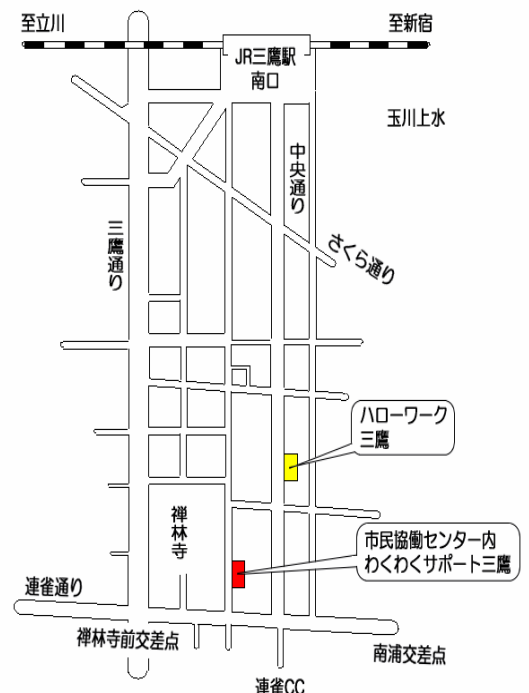 至立川
至新宿
JR三鷹駅
南口
玉川上水
中央通り
三鷹通り
さくら通り
ハローワーク
三鷹
禅林寺
市民協働センター内
わくわくサポート三鷹
連雀通り
禅林寺前交差点
南浦交差点
連雀CC